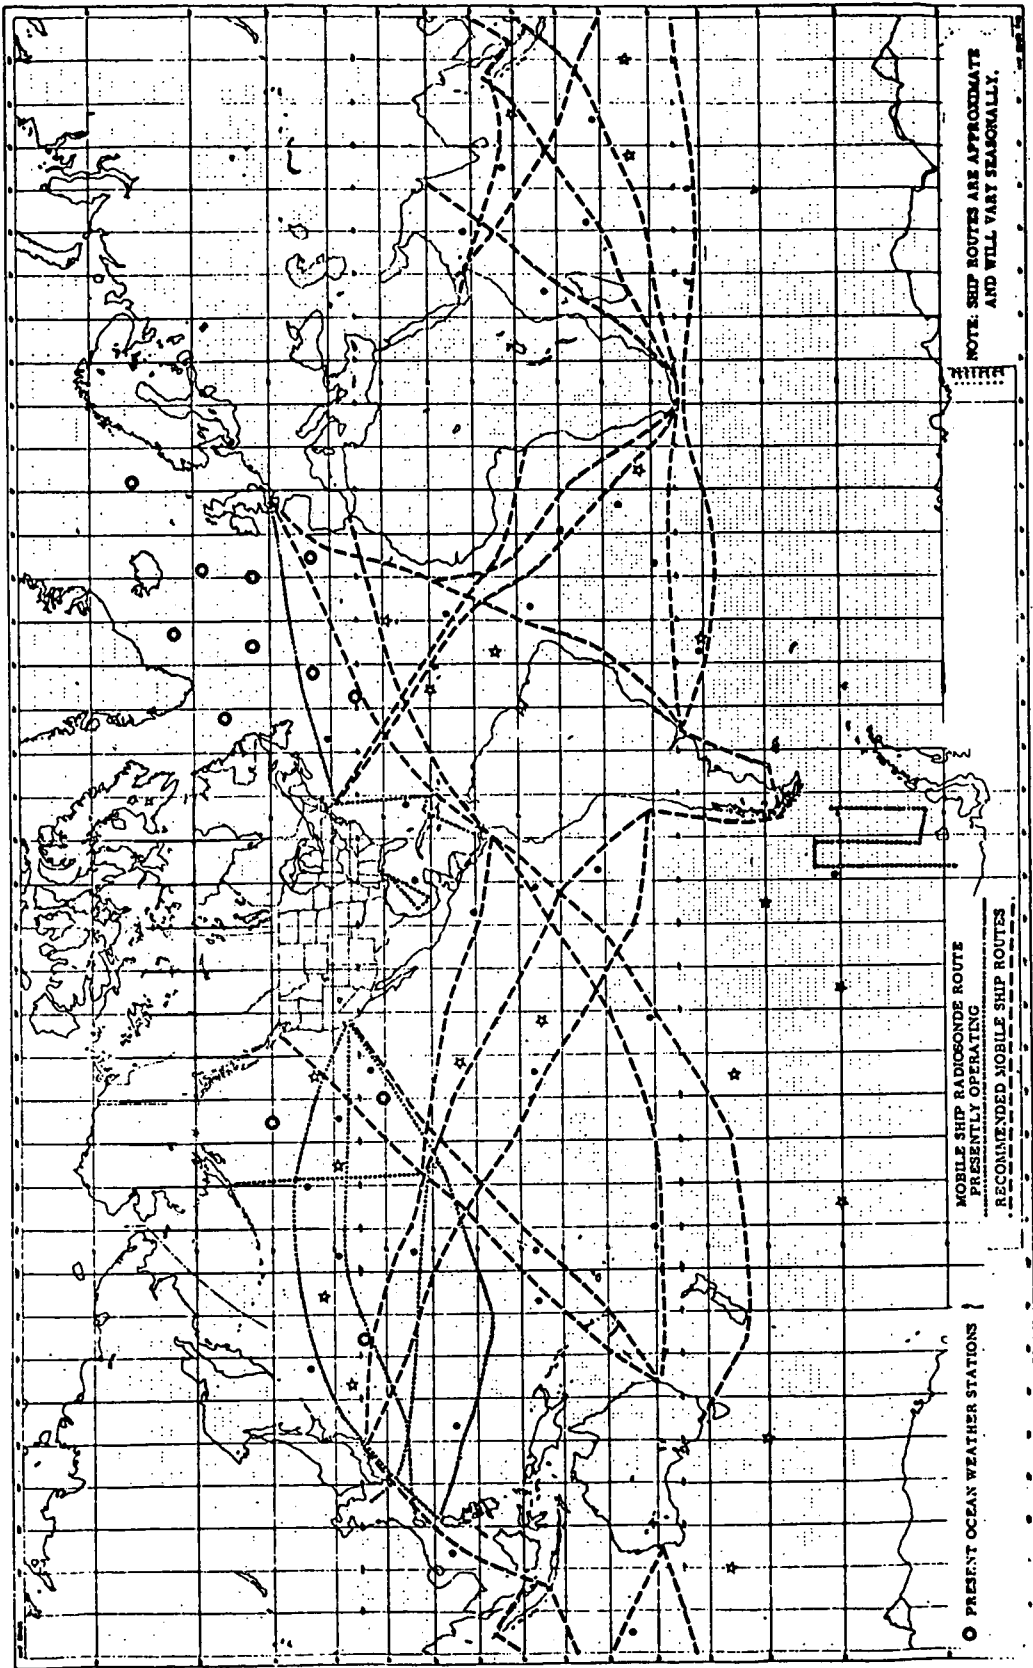 NOTE: SHIP ROUTES ARE APPROXIMATE
AND WILL VARY SEASONALLY.
MOBILE SHIP RADIOSONDE ROUTE
PRESENTLY OPERATING
RECOMMENDED MOBILE SHIP ROUTES
O PRESENT OCEAN WEATHER STATIONS